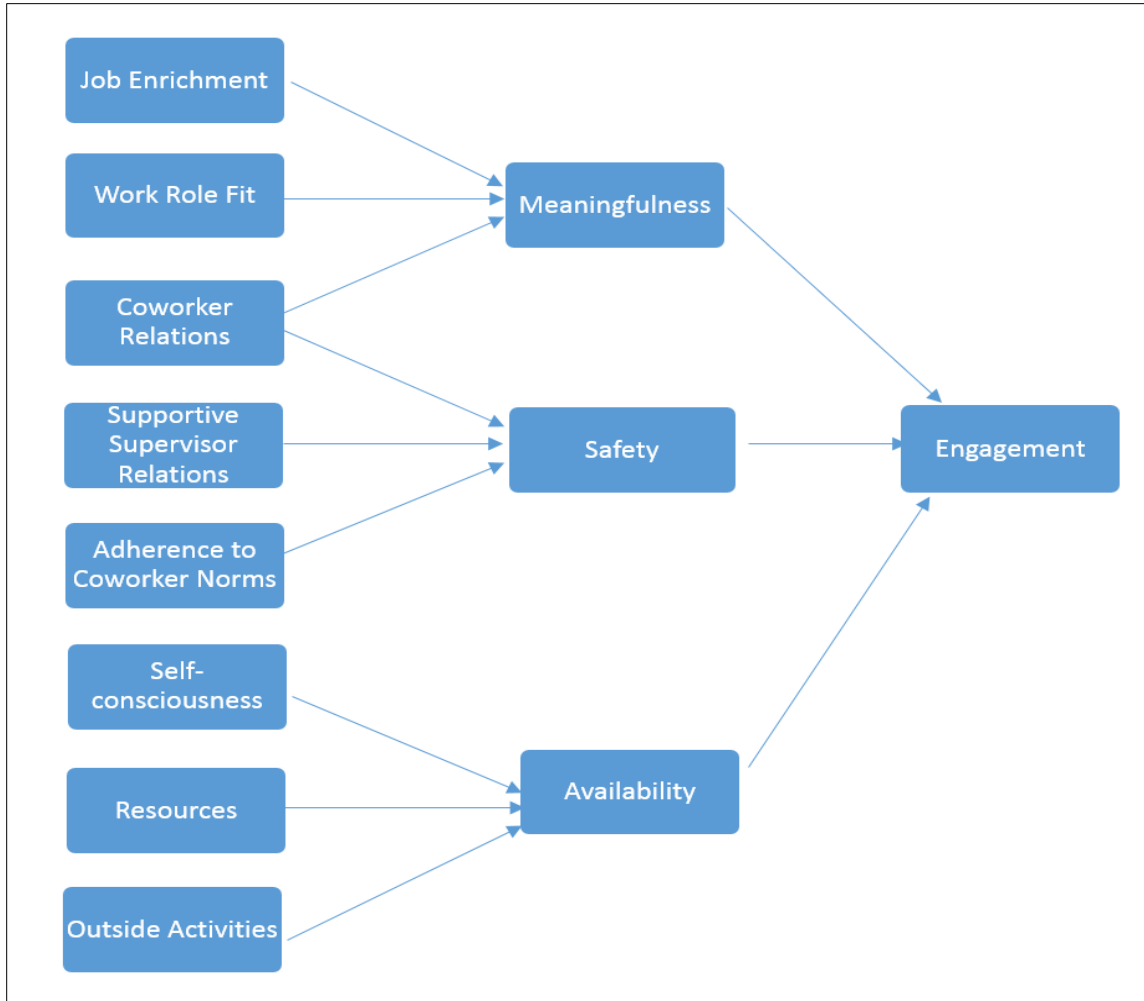 Job Enrichment
Work Role Fit
Coworker
Relations
Supportive
Supervisor
Relations
Adherence to
Coworker Norms
Self-
consciousness
Resources
Outside Activities
Meaningfulness
Safety
Availability
Engagement